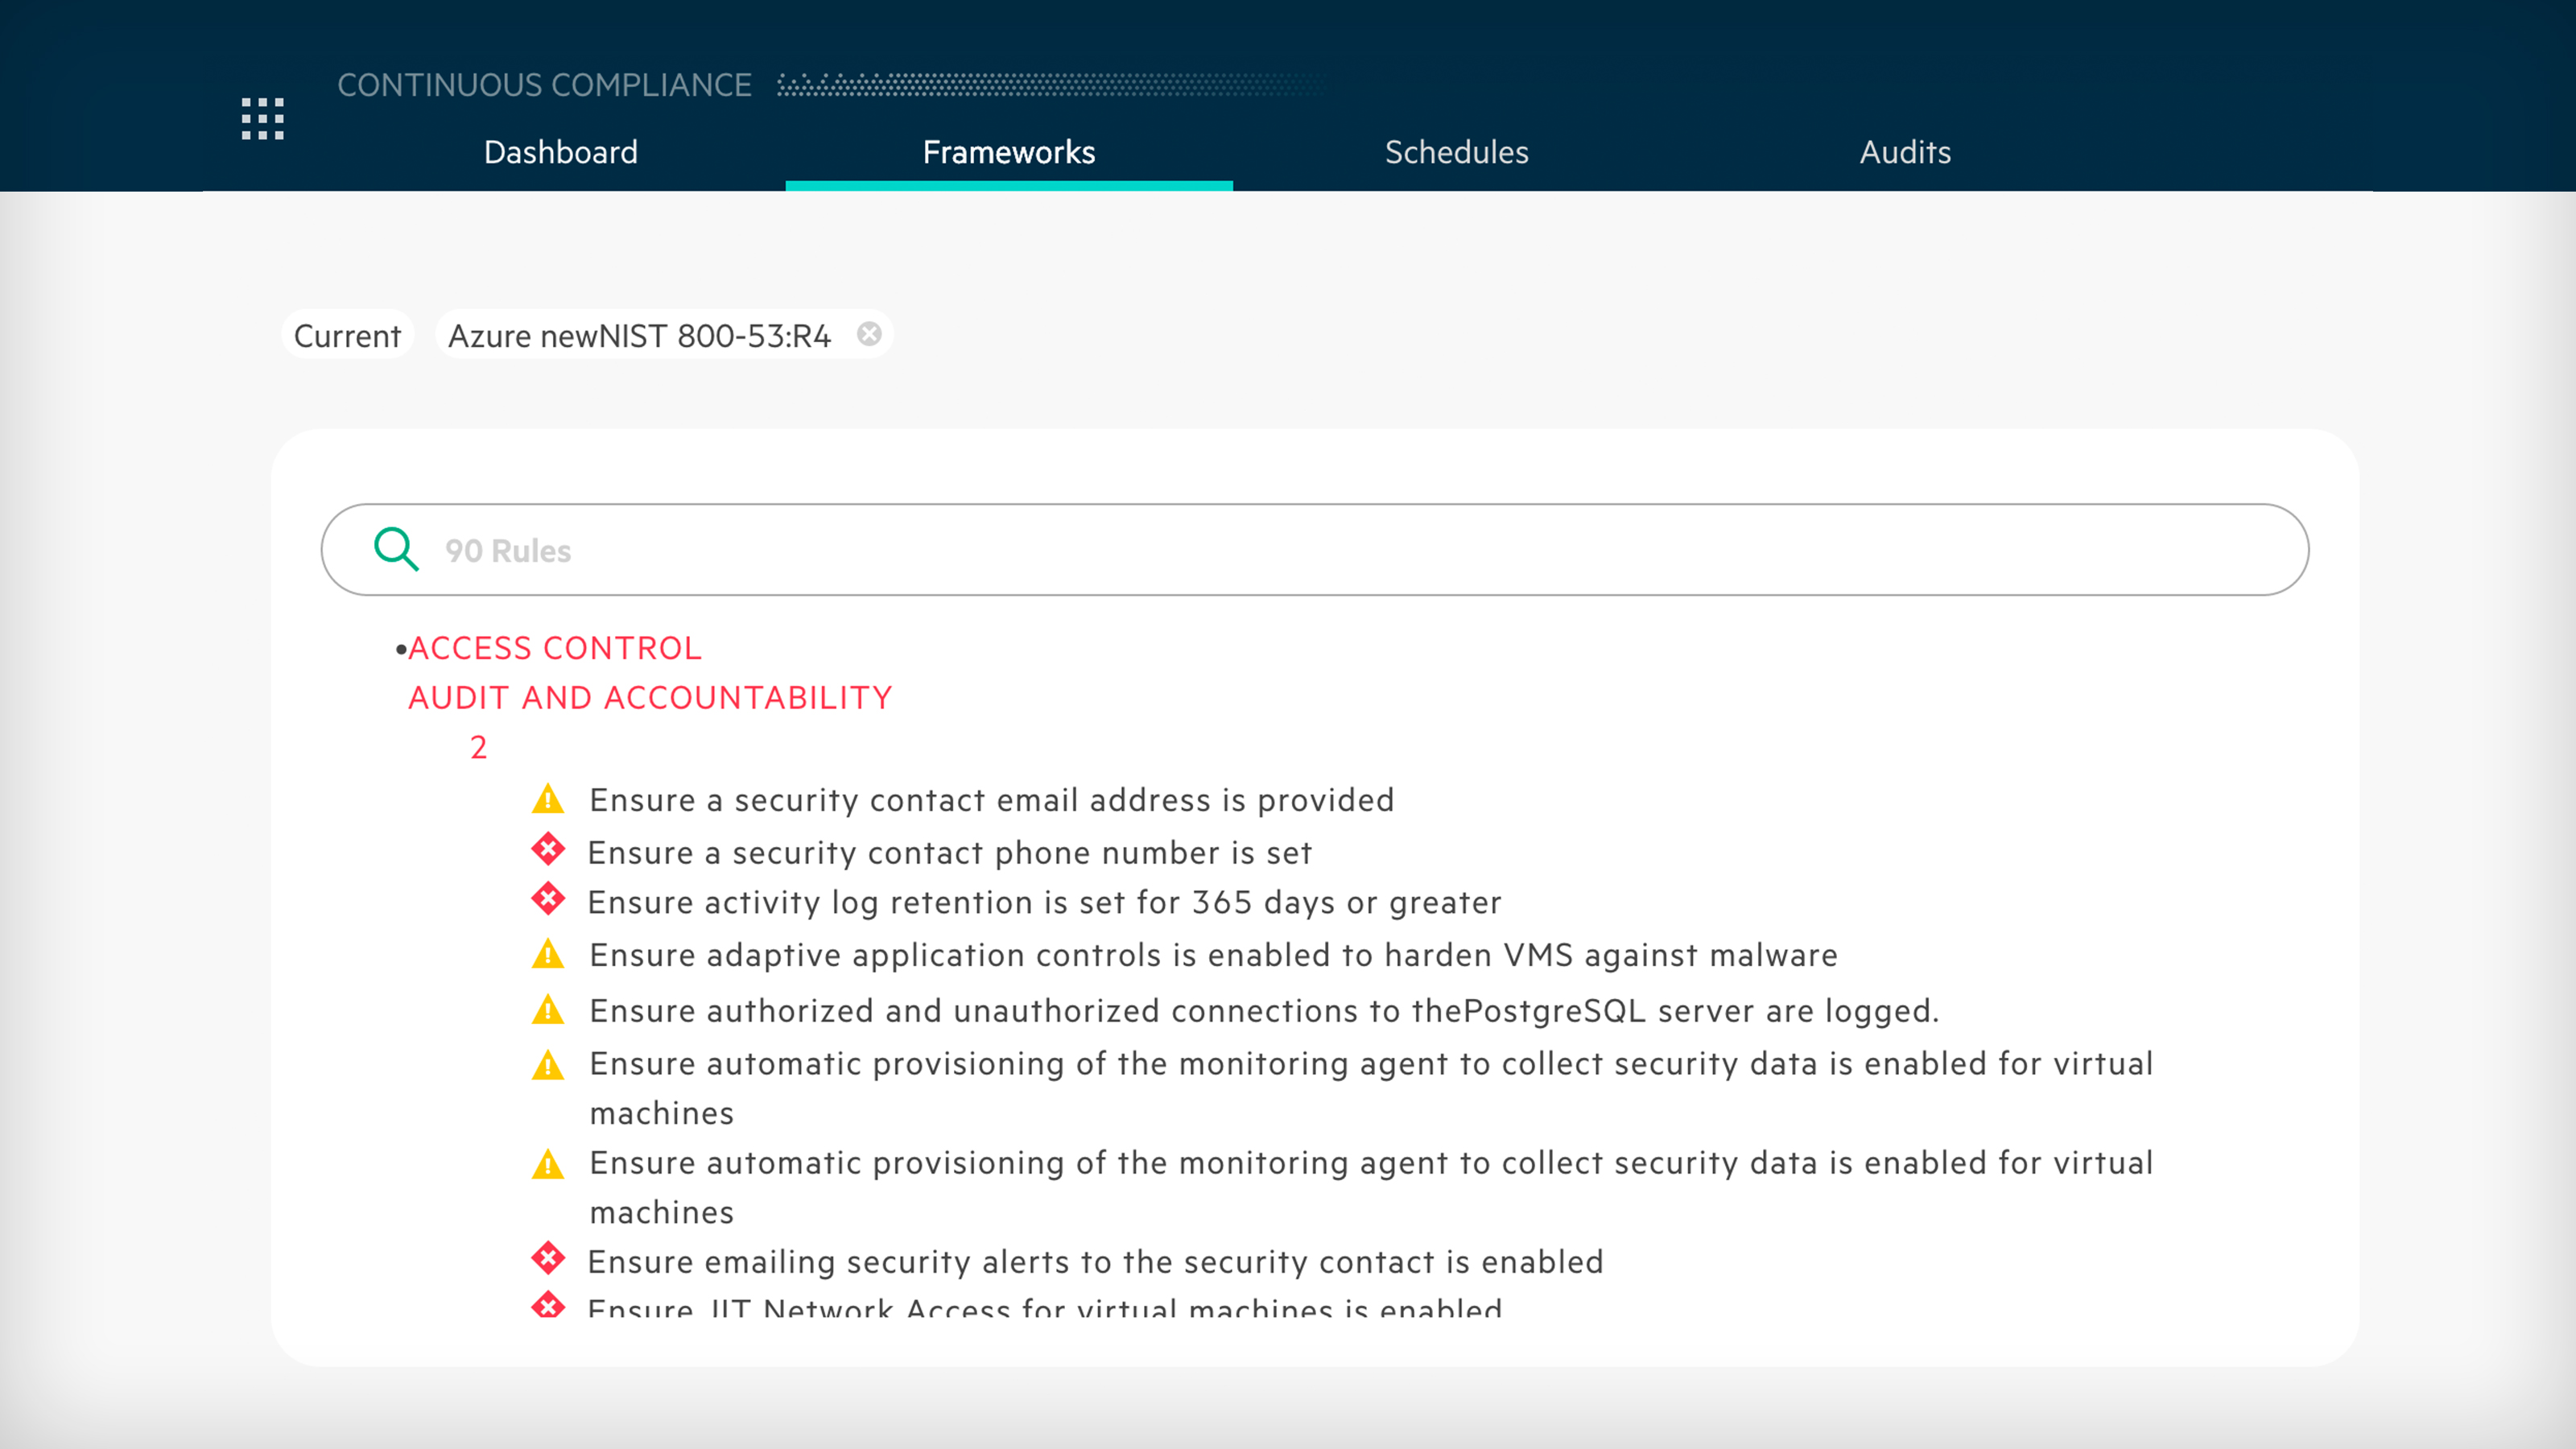 CONTINUOUS COMPLIANCE
Dashboard Frameworks Schedules Audits
Current Azure newNIST 800-53:R4
90 Rules
•ACCESS CONTROL
AUDIT AND ACCOUNTABILITY
2
Ensure a security contact email address is provided
Ensure a security contact phone number is set
Ensure activity log retention is set for 365 days or greater
Ensure adaptive application controls is enabled to harden VMS against malware
Ensure authorized and unauthorized connections to thePostgreSQL server are logged.
Ensure automatic provisioning of the monitoring agent to collect security data is enabled for virtual
machines
Ensure automatic provisioning of the monitoring agent to collect security data is enabled for virtual
machines
Ensure emailing security alerts to the security contact is enabled
Ensure JIT Network Access for virtual machines is enabled